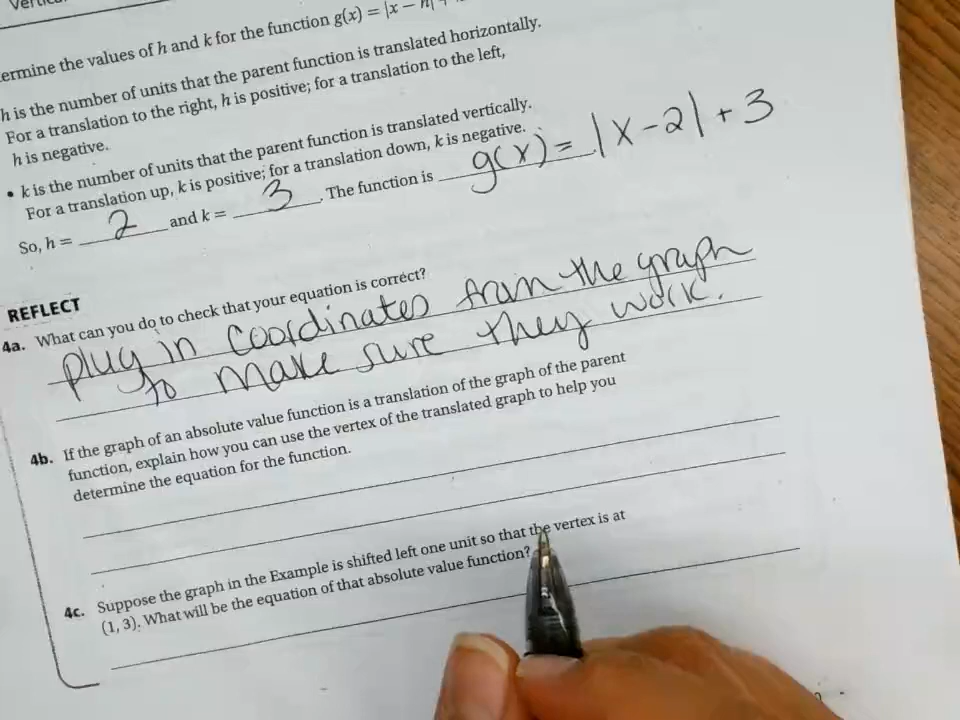 ermine the values of h and k for the function g(x) = |x − h| +
h is the number of units that the parent function is translated horizontally.
For a translation to the right, h is positive; for a translation to the left,
h is negative.
• k is the number of units that the parent function is translated vertically.
For a translation up, k is positive; for a translation down, k is negative.
So, h = 2 and k = 3. The function is g(x) = |x-2| + 3
REFLECT
4a. What can you do to check that your equation is correct?
plug in coordinates from the graph
to make sure they work.
4b. If the graph of an absolute value function is a translation of the graph of the parent
function, explain how you can use the vertex of the translated graph to help you
determine the equation for the function.
4c. Suppose the graph in the Example is shifted left one unit so that the vertex is at
(1, 3). What will be the equation of that absolute value function?